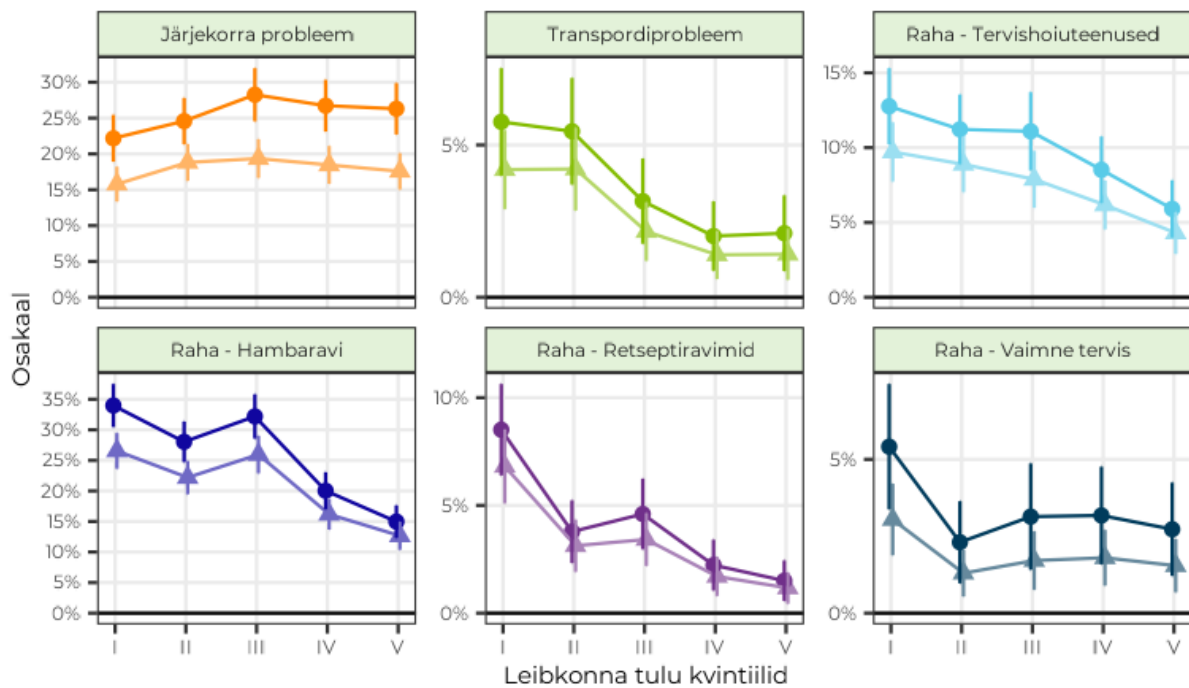 Järjekorra probleem
Transpordiprobleem
Raha - Tervishoiuteenused
30%
25%
20%
15%
10%
5%
0%
5%
0%
15%
10%
5%
0%
Osakaal
Raha - Hambaravi
Raha - Retseptiravimid
Raha - Vaimne tervis
35%
30%
25%
20%
15%
10%
5%
0%
10%
5%
0%
5%
0%
I II III IV V
I II III IV V
I II III IV V
Leibkonna tulu kvintiilid